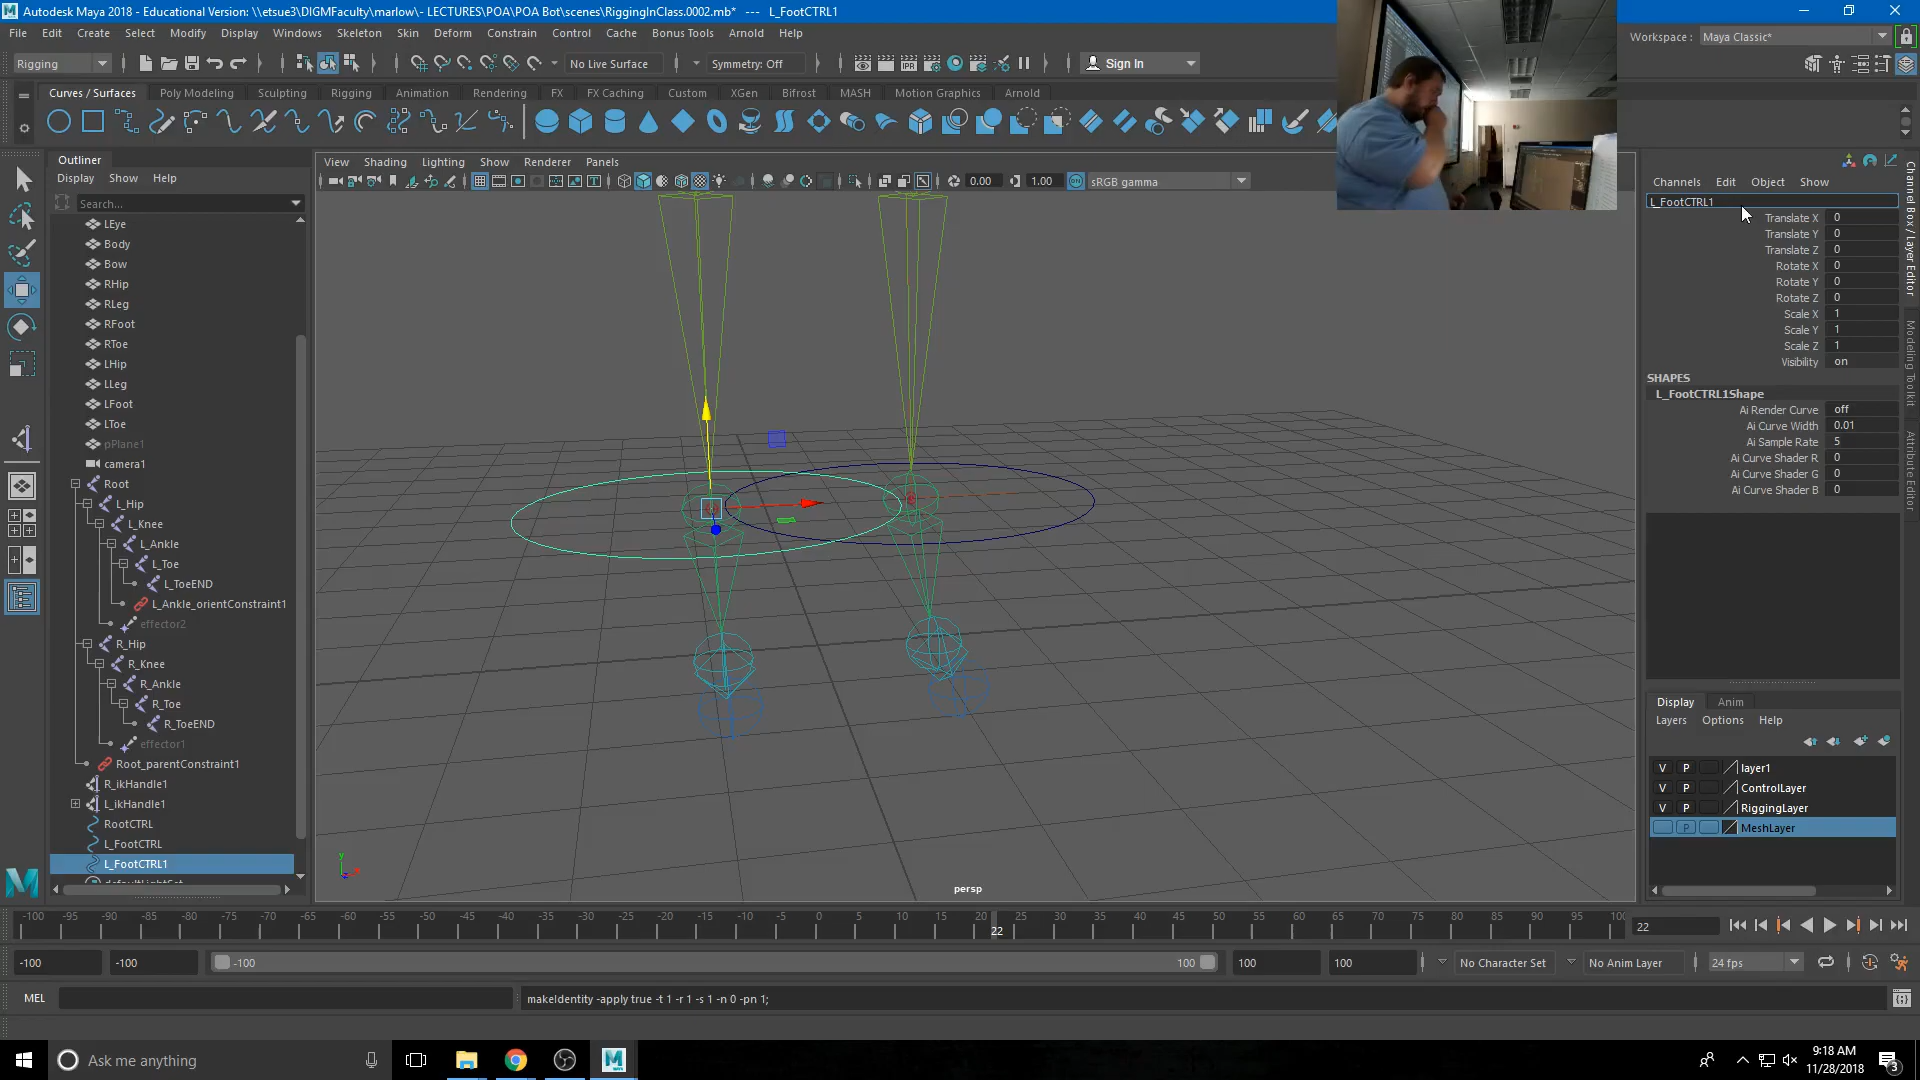 Autodesk Maya 2018 - Educational Version: \\etsue3\DIGMFaculty\marlow\- LECTURES\POA\POA Bot\scenes\RiggingInClass.0002.mb* --- L_FootCTRL1
File Edit Create Select Modify Display Windows Skeleton Skin Deform Constrain Control Cache Bonus Tools Arnold Help
Workspace : Maya Classic*
Rigging
No Live Surface
Symmetry: Off
Sign In
Curves / Surfaces Poly Modeling Sculpting Rigging Animation Rendering FX FX Caching Custom XGen Bifrost MASH Motion Graphics Arnold
Outliner
Display Show Help
Search...
LEye
Body
Bow
RHip
RLeg
RFoot
RToe
LHip
LLeg
LFoot
LToe
pPlane1
camera1
Root
L_Hip
L_Knee
L_Ankle
L_Toe
L_ToeEND
L_Ankle_orientConstraint1
effector2
R_Hip
R_Knee
R_Ankle
R_Toe
R_ToeEND
effector1
Root_parentConstraint1
R_ikHandle1
L_ikHandle1
RootCTRL
L_FootCTRL
L_FootCTRL1
View Shading Lighting Show Renderer Panels
0.00 1.00 sRGB gamma
y
persp
Channels Edit Object Show
L_FootCTRL1
Translate X 0
Translate Y 0
Translate Z 0
Rotate X 0
Rotate Y 0
Rotate Z 0
Scale X 1
Scale Y 1
Scale Z 1
Visibility on
SHAPES
L_FootCTRL1Shape
Ai Render Curve off
Ai Curve Width 0.01
Ai Sample Rate 5
Ai Curve Shader R 0
Ai Curve Shader G 0
Ai Curve Shader B 0
Channel Box / Layer Editor
Modeling Toolkit
Attribute Editor
Display Anim
Layers Options Help
V P layer1
V P ControlLayer
V P RiggingLayer
P MeshLayer
-100 -95 -90 -85 -80 -75 -70 -65 -60 -55 -50 -45 -40 -35 -30 -25 -20 -15 -10 -5 0 5 10 15 20 25 30 35 40 45 50 55 60 65 70 75 80 85 90 95 10
22
22
-100 -100 -100 100 100 100 No Character Set No Anim Layer 24 fps
MEL
makeIdentity -apply true -t 1 -r 1 -s 1 -n 0 -pn 1;
Ask me anything
9:18 AM
11/28/2018
3